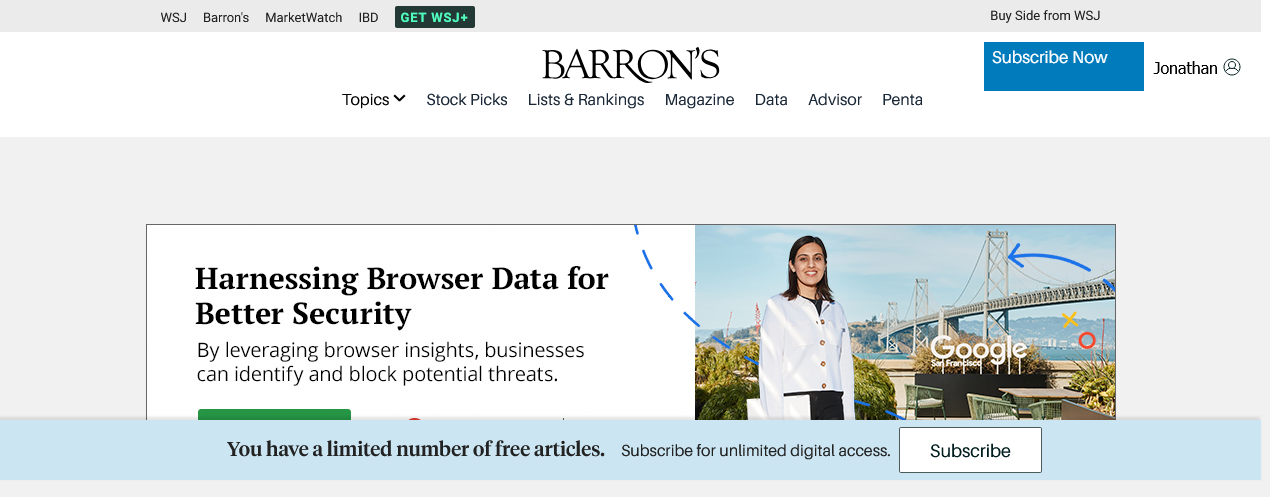 WSJ Barron's MarketWatch IBD GET WSJ+ Buy Side from WSJ
BARRON'S
Subscribe Now
Jonathan
Topics Stock Picks Lists & Rankings Magazine Data Advisor Penta
Harnessing Browser Data for
Better Security
By leveraging browser insights, businesses
can identify and block potential threats.
Google
San Francisco
You have a limited number of free articles. Subscribe for unlimited digital access. Subscribe